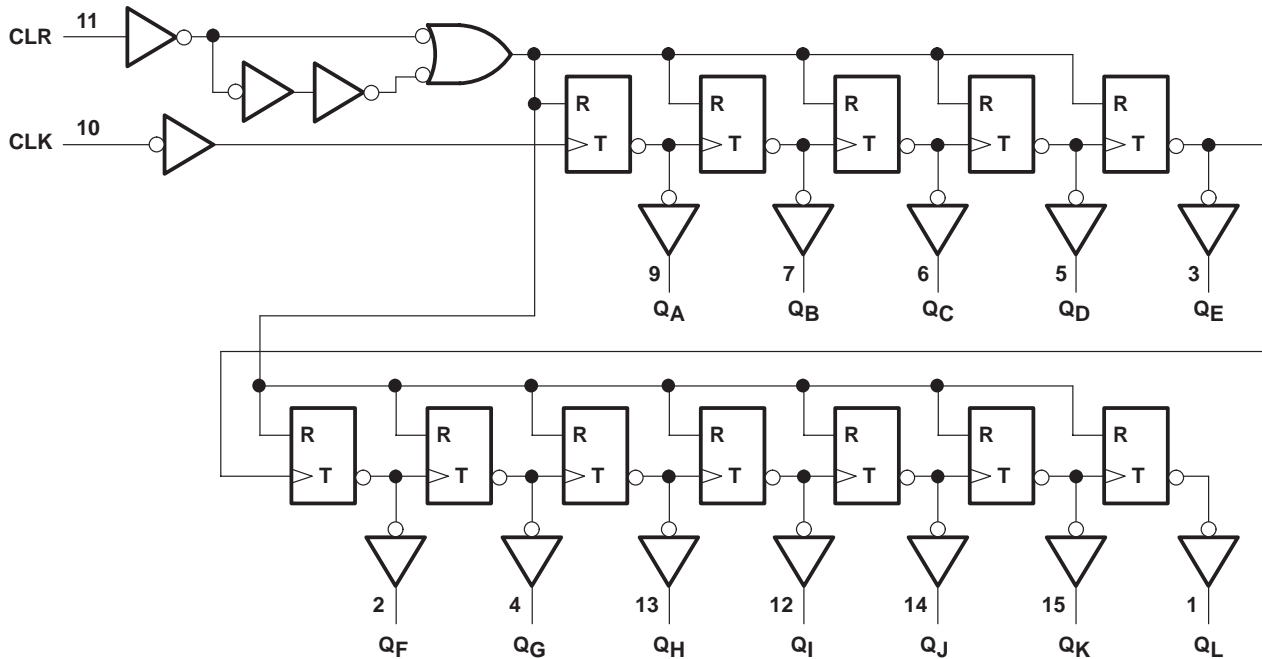 CLR 11
CLK 10
R R R R R
T T T T T
9 7 6 5 3
QA QB QC QD QE
R R R R R R R
T T T T T T T
2 4 13 12 14 15 1
QF QG QH QI QJ QK QL